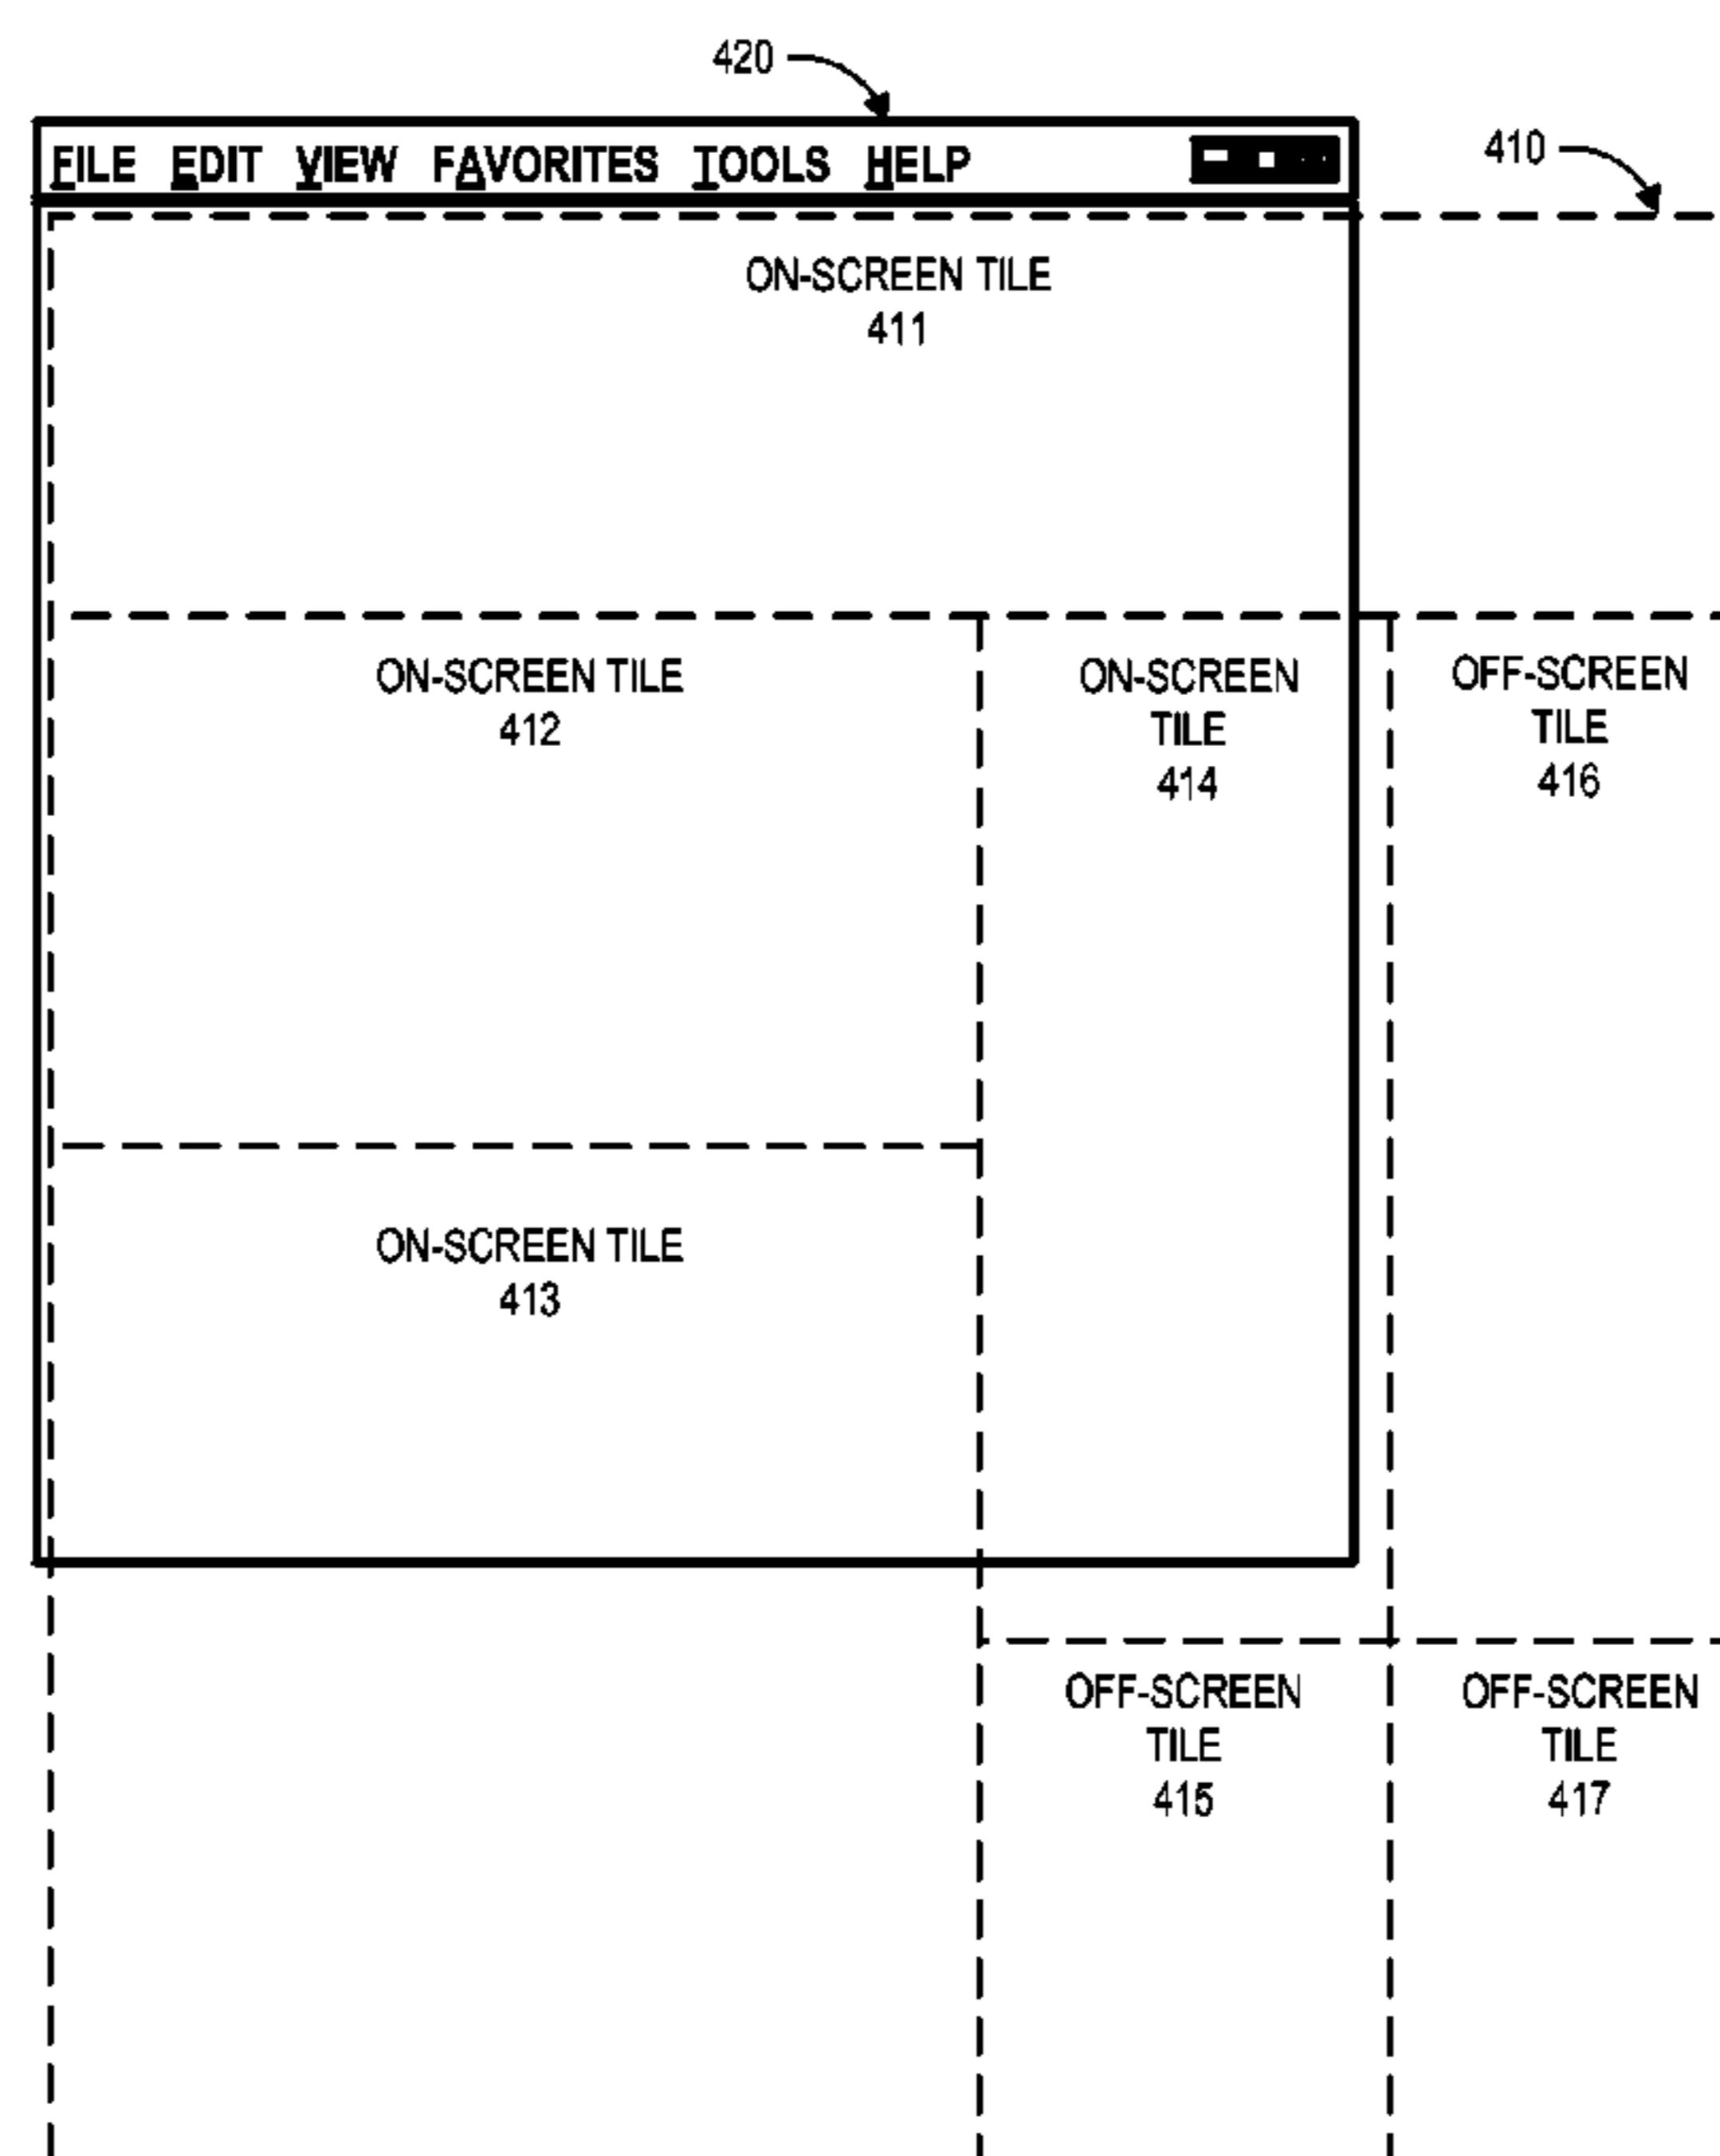 420
410
FILE EDIT VIEW FAVORITES TOOLS HELP
ON-SCREEN TILE
411
ON-SCREEN TILE
412
ON-SCREEN
TILE
414
OFF-SCREEN
TILE
416
ON-SCREEN TILE
413
OFF-SCREEN
TILE
415
OFF-SCREEN
TILE
417